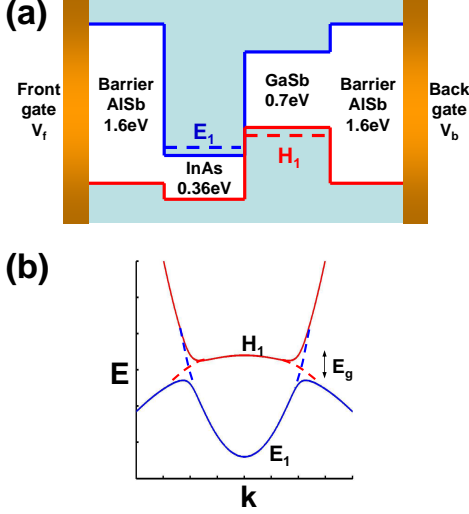 (a)
Front
gate
V_f
Barrier
AlSb
1.6eV
E_1
InAs
0.36eV
GaSb
0.7eV
H_1
Barrier
AlSb
1.6eV
Back
gate
V_b
(b)
E
H_1
E_g
E_1
k